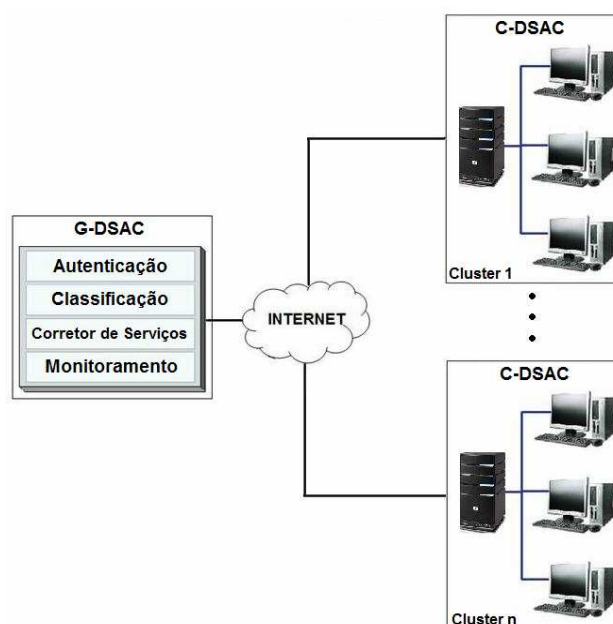 C-DSAC
Cluster 1
G-DSAC
Autenticação
Classificação
Corretor de Serviços
Monitoramento
INTERNET
C-DSAC
Cluster n